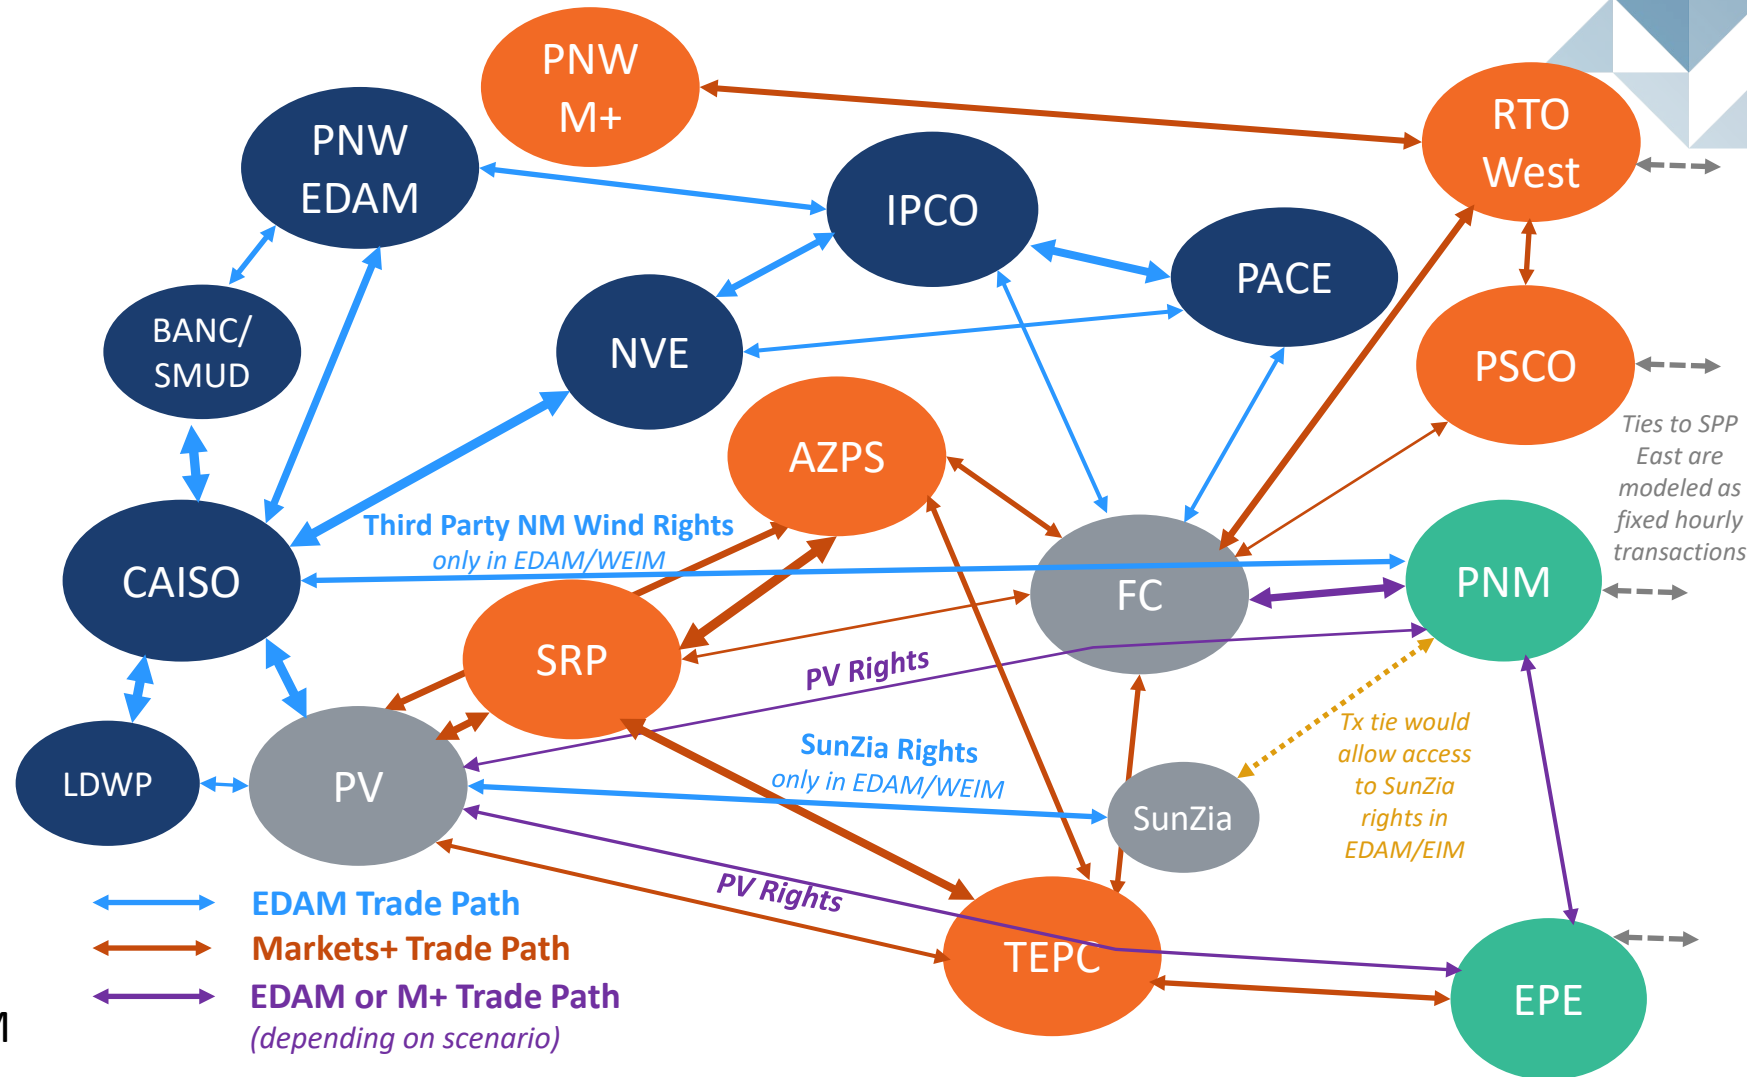 PNW
M+
PNW
EDAM
RTO
West
IPCO
PACE
BANC/
SMUD
NVE
PSCO
AZPS
Ties to SPP
East are
modeled as
fixed hourly
transactions
Third Party NM Wind Rights
only in EDAM/WEIM
CAISO
FC
PNM
SRP
PV Rights
Tx tie would
allow access
to SunZia
rights in
EDAM/EIM
SunZia Rights
only in EDAM/WEIM
LDWP
PV
SunZia
PV Rights
TEPC
EPE
EDAM Trade Path
Markets+ Trade Path
EDAM or M+ Trade Path
(depending on scenario)
M